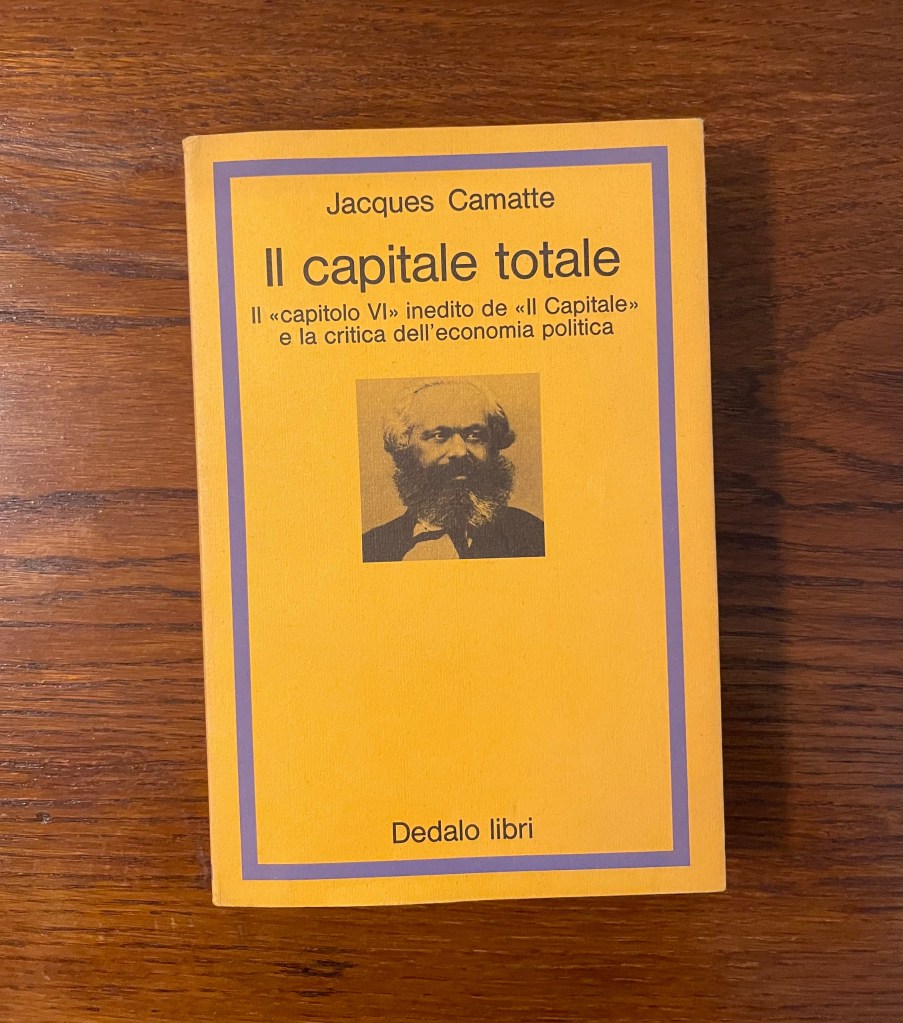 Jacques Camatte
Il capitale totale
Il «capitolo VI» inedito de «Il Capitale»
e la critica dell'economia politica
Dedalo libri